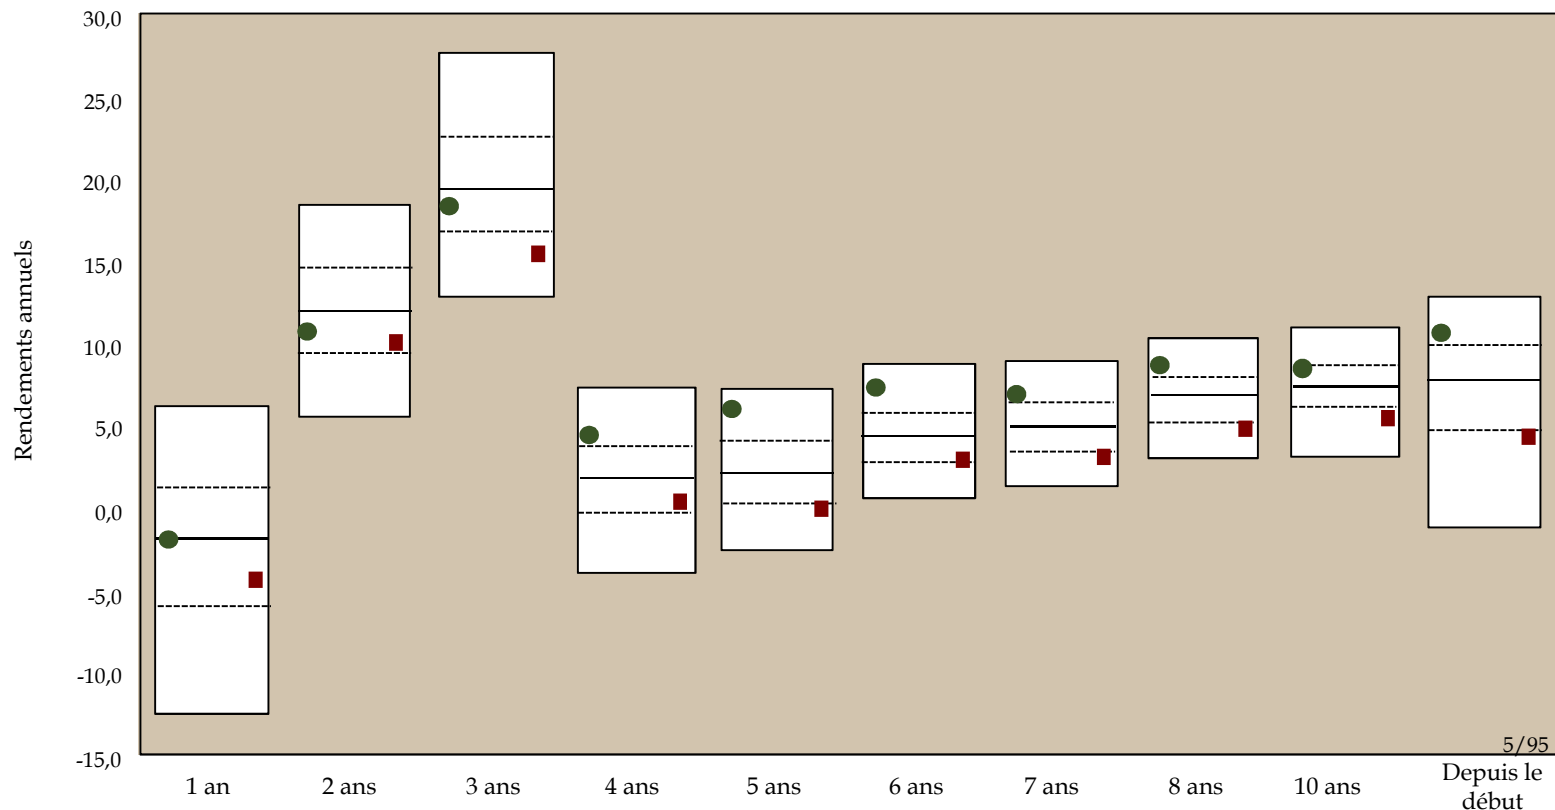 30,0
25,0
20,0
15,0
10,0
5,0
0,0
-5,0
-10,0
-15,0
Rendements annuels
5/95
1 an
2 ans
3 ans
4 ans
5 ans
6 ans
7 ans
8 ans
10 ans
Depuis le
début